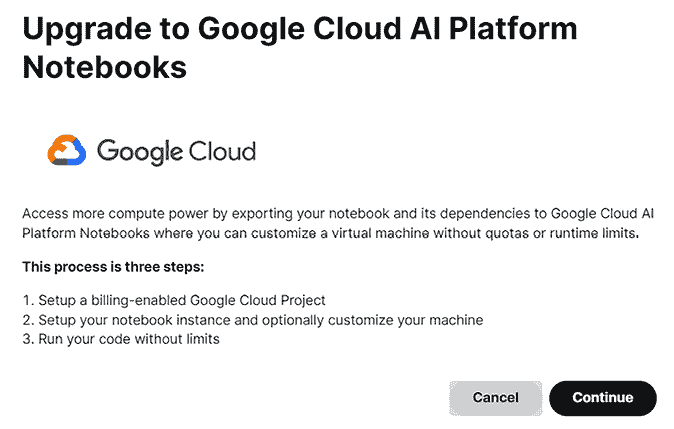 Upgrade to Google Cloud AI Platform
Notebooks
Google Cloud
Access more compute power by exporting your notebook and its dependencies to Google Cloud AI
Platform Notebooks where you can customize a virtual machine without quotas or runtime limits.
This process is three steps:
1. Setup a billing-enabled Google Cloud Project
2. Setup your notebook instance and optionally customize your machine
3. Run your code without limits
Cancel Continue